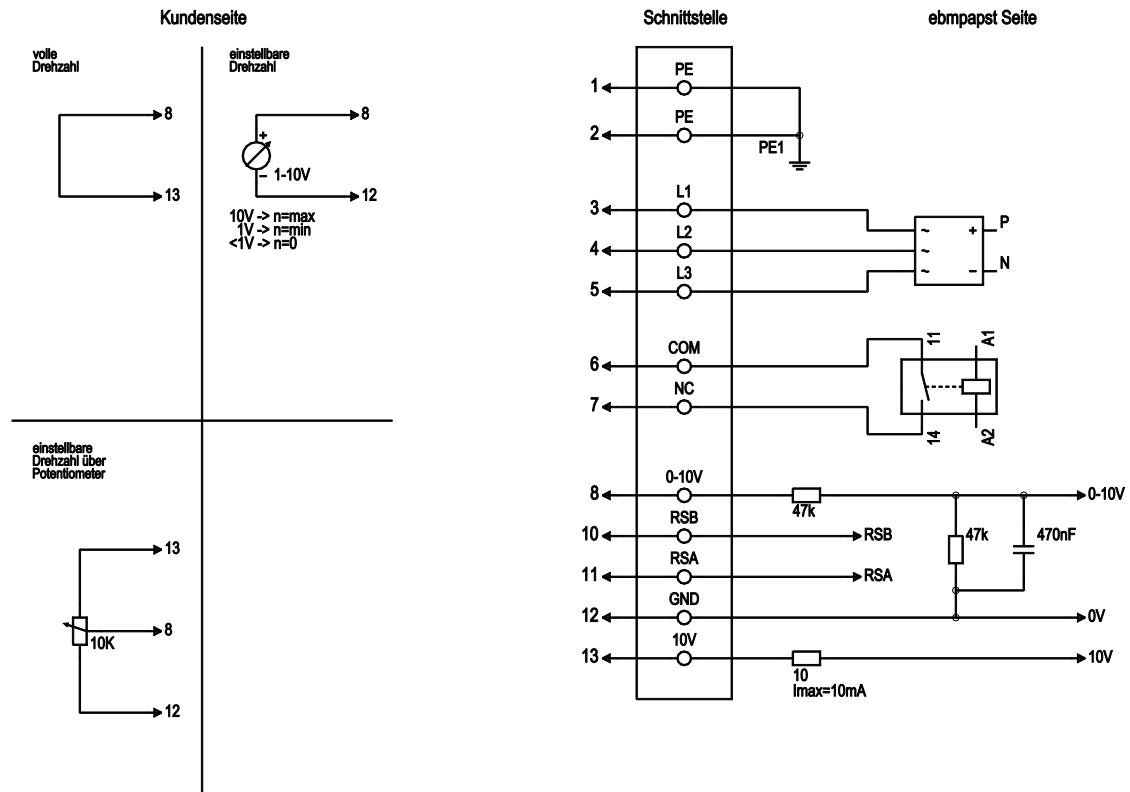 Kundenseite
volle
Drehzahl
8
13
einstellbare
Drehzahl
8
+
1-10V
–
12
10V -> n=max
1V -> n=min
<1V -> n=0
einstellbare
Drehzahl über
Potentiometer
13
8
10K
12
Schnittstelle
ebmpapst Seite
1
PE
2
PE
PE1
3
L1
4
L2
5
L3
~
~
~
+
–
P
N
6
COM
7
NC
11
14
A1
A2
8
0-10V
47k
0-10V
10
RSB
RSB
47k
470nF
11
RSA
RSA
12
GND
0V
13
10V
10
Imax=10mA
10V